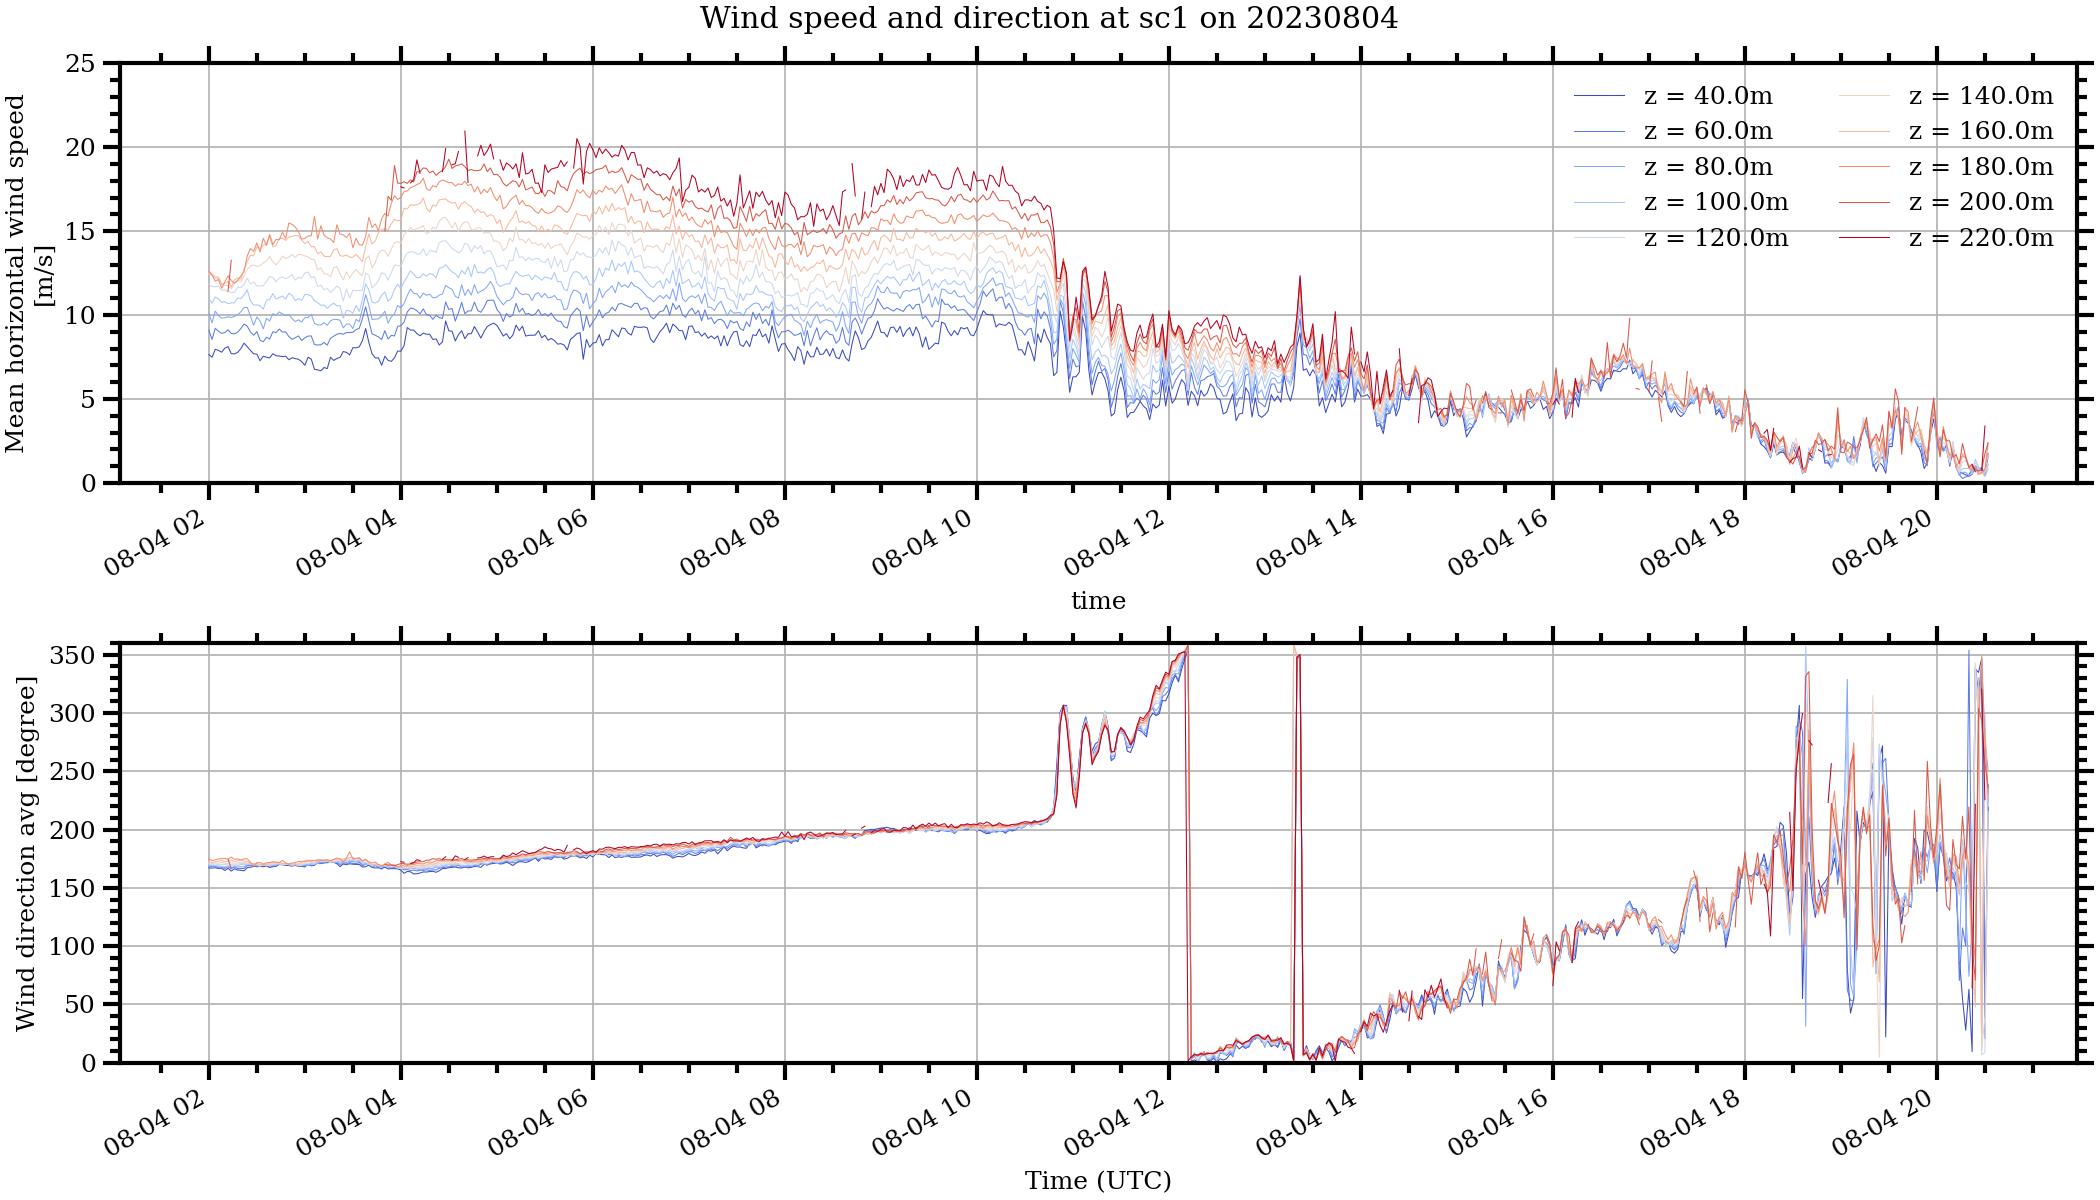 Wind speed and direction at sc1 on 20230804
Mean horizontal wind speed
[m/s]
25
20
15
10
5
0
z = 40.0m
z = 60.0m
z = 80.0m
z = 100.0m
z = 120.0m
z = 140.0m
z = 160.0m
z = 180.0m
z = 200.0m
z = 220.0m
08-04 02
08-04 04
08-04 06
08-04 08
08-04 10
08-04 12
08-04 14
08-04 16
08-04 18
08-04 20
time
Wind direction avg [degree]
350
300
250
200
150
100
50
0
08-04 02
08-04 04
08-04 06
08-04 08
08-04 10
08-04 12
08-04 14
08-04 16
08-04 18
08-04 20
Time (UTC)